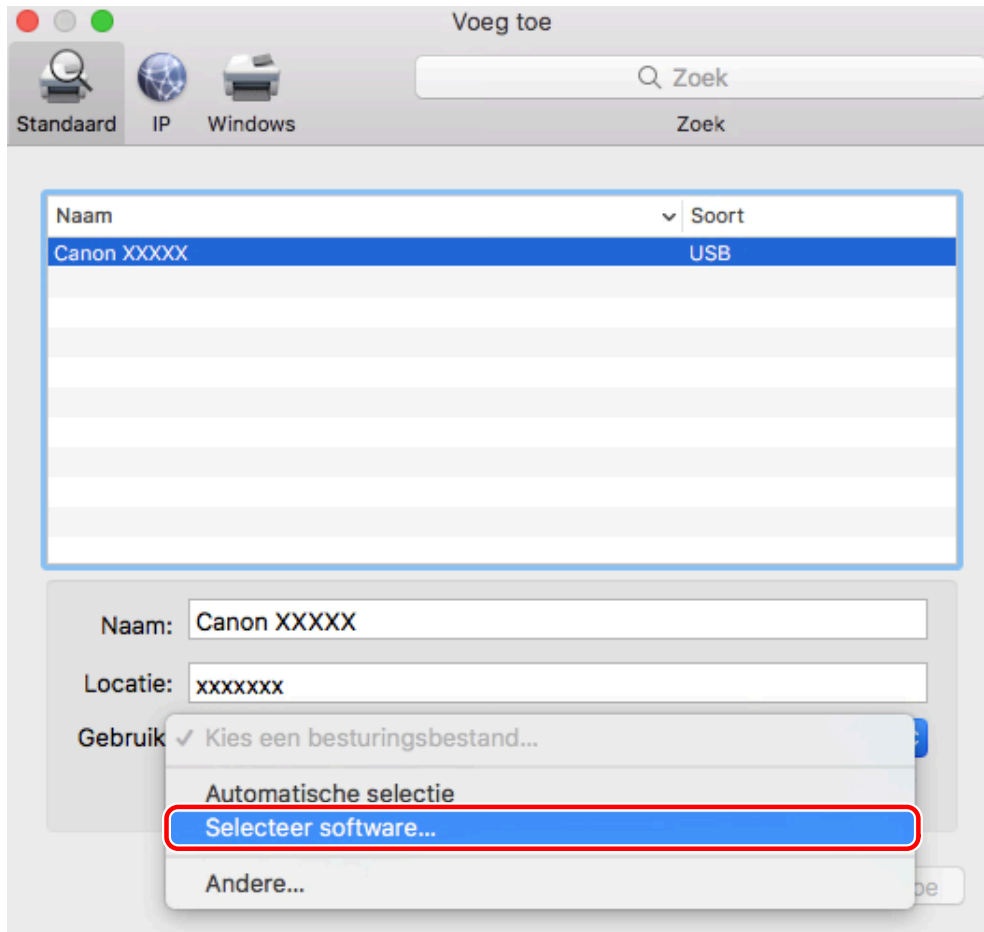 Voeg toe
Zoek
Standaard IP Windows Zoek
Naam Soort
Canon XXXXX USB
Naam: Canon XXXXX
Locatie: xxxxxxx
Gebruik ✓ Kies een besturingsbestand...
Automatische selectie
Selecteer software...
Andere...